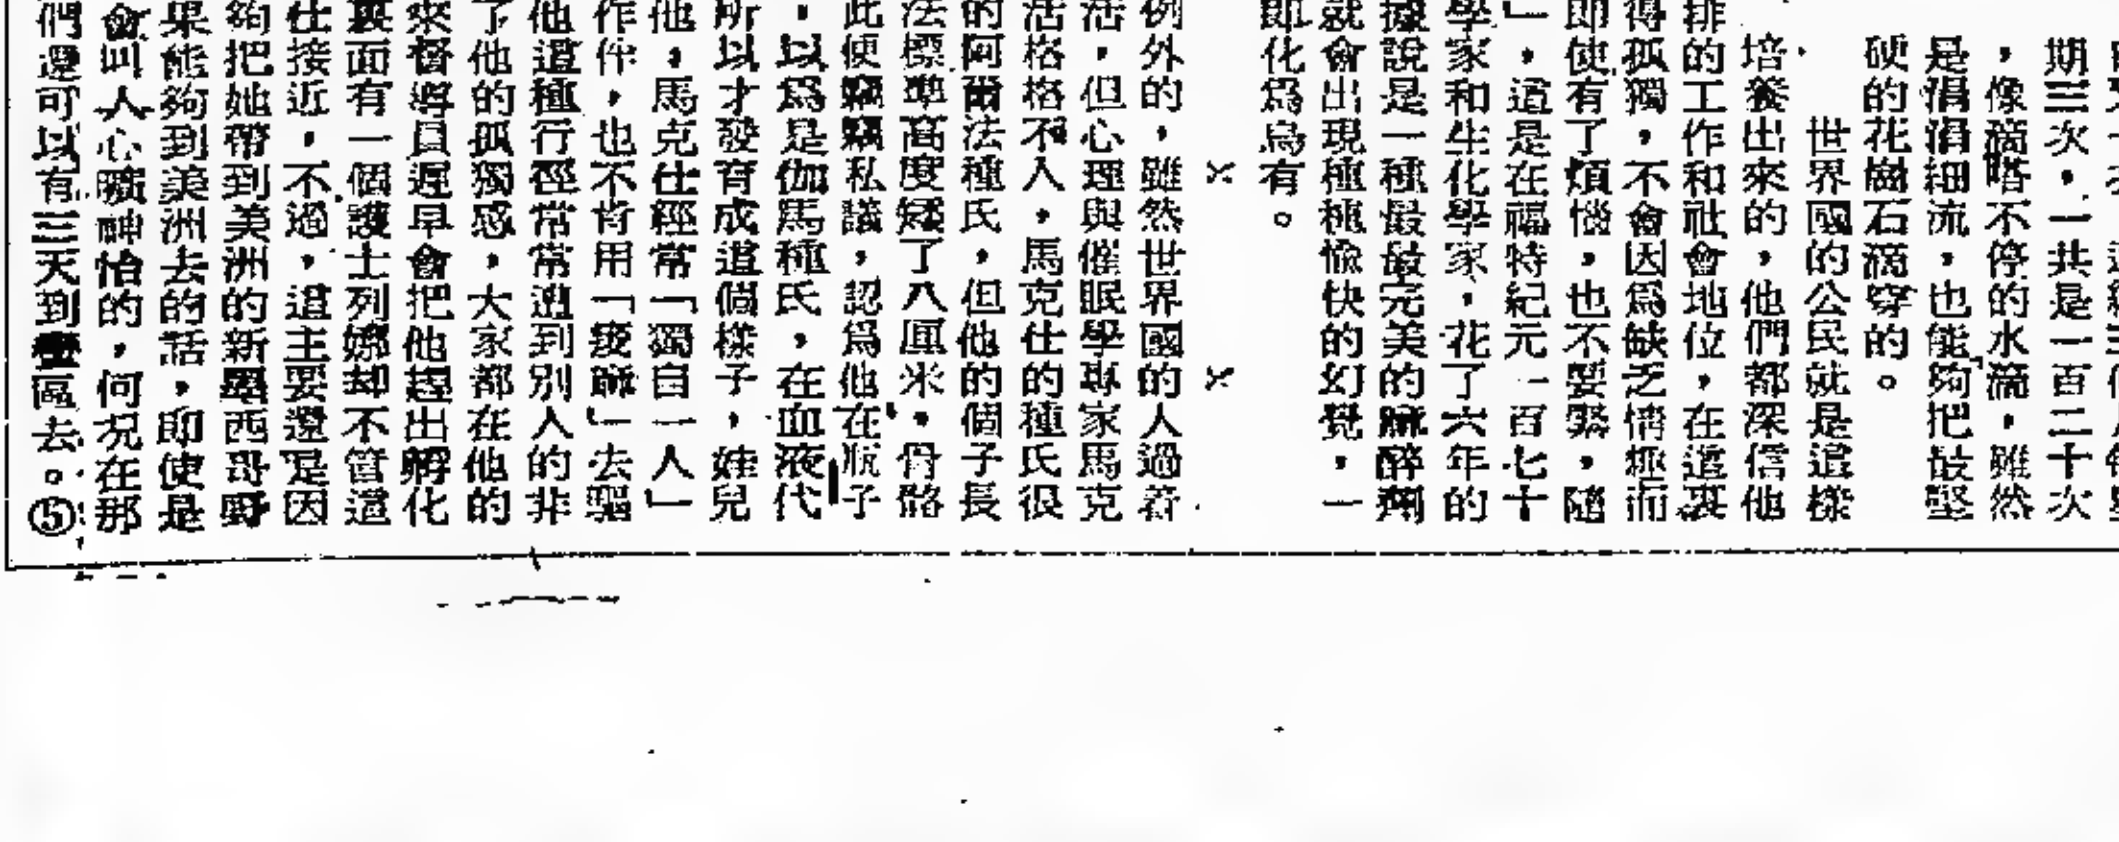 期三次，一共是一百二十次
，像滴嗒不停的水滴，雖然
是涓涓細流，也能夠把最堅
硬的花崗石滴穿的。
世界國的公民就是這樣
培養出來的，他們都深信他
排的工作和社會地位，在這裏
得孤獨，不會因爲缺乏情趣而
即使有了煩惱，也不要緊，隨
」，這是在福特紀元一百七十
學家和生化學家，花了六年的
據說是一種最最完美的麻醉劑
就會出現種種愉快的幻覺，一
即化爲烏有。
× ×
例外的，雖然世界國的人過着
活，但心理與催眠學專家馬克
活格格不入，馬克仕的種氏很
的阿爾法種氏，但他的個子長
法標準高度矮了八厘米，骨骼
此便竊竊私議，認爲他在瓶子
，以爲是伽馬種氏，在血液代
所以才發育成這個樣子，娃兒
他，馬克仕經常「獨自一人」
作伴，也不肯用「瘦麻」去驅
他這種行徑常常遭到別人的非
了他的孤獨感，大家都在他的
來督導員遲早會把他趕出孵化
裏面有一個護士列娜却不管這
仕接近，不過，這主要還是因
夠把她帶到美洲的新墨西哥野
果能夠到美洲去的話，即使是
會叫人心曠神怡的，何况在那
們還可以有三天到 區去。⑤